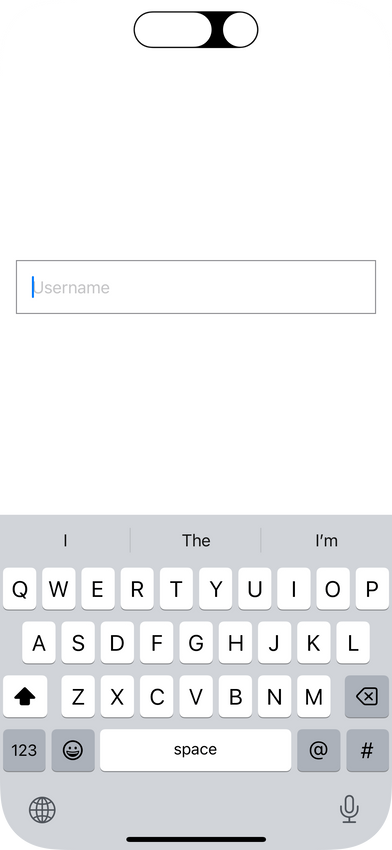 Username
I The I'm
Q W E R T Y U I O P
A S D F G H J K L
Z X C V B N M
123 space @ #